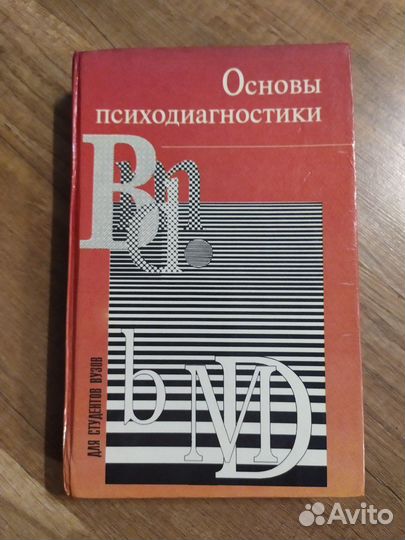 Основы
психодиагностики
В n
d.
b M D
ДЛЯ СТУДЕНТОВ ВУЗОВ
Avito